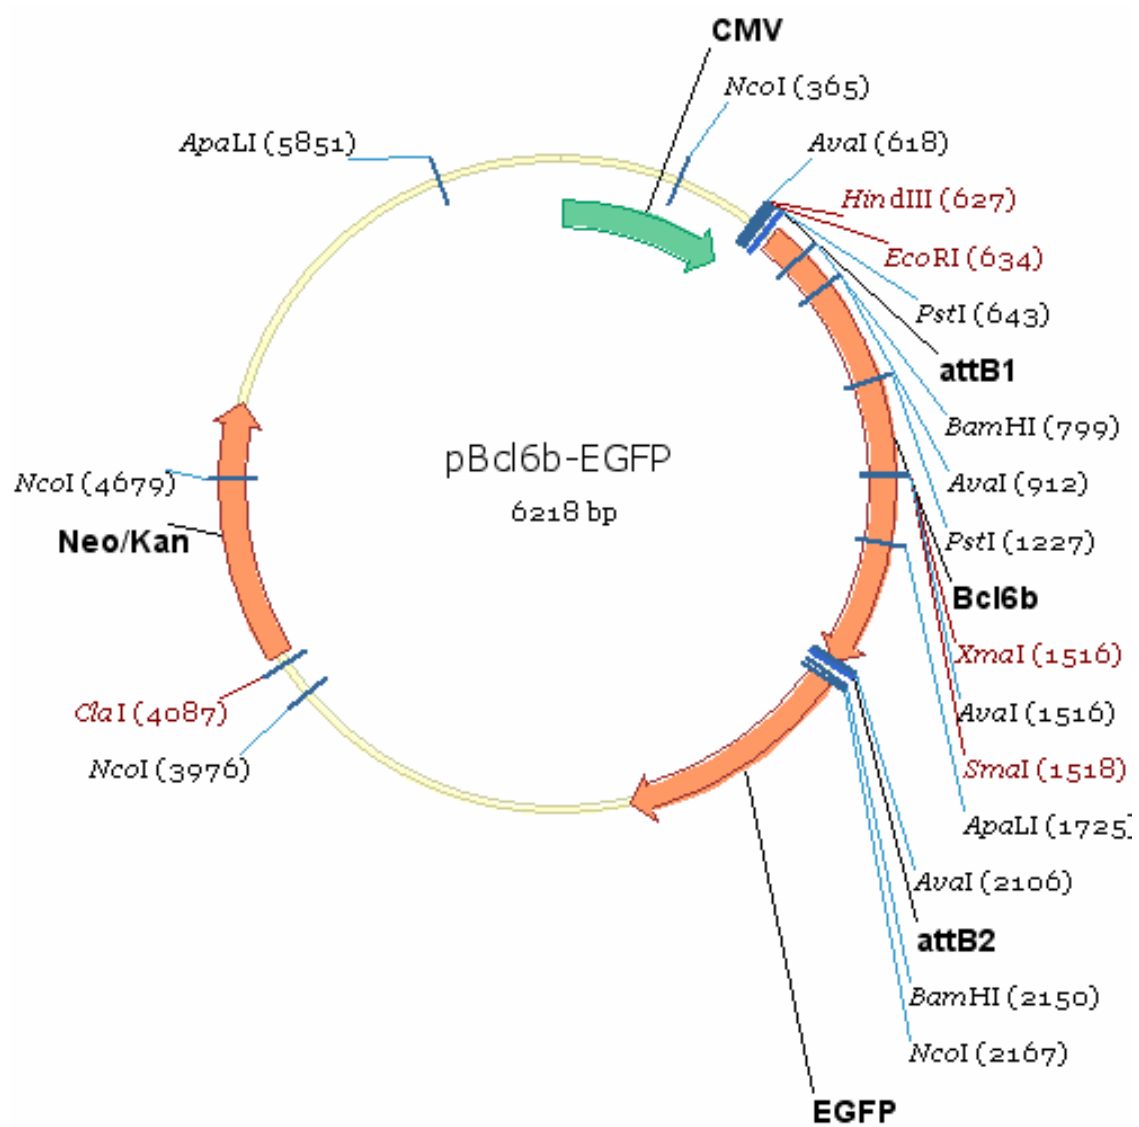 CMV
NcoI (365)
ApaLI (5851)
AvaI (618)
HindIII (627)
EcoRI (634)
PstI (643)
attB1
BamHI (799)
pBcl6b-EGFP
NcoI (4679)
AvaI (912)
6218 bp
Neo/Kan
PstI (1227)
Bcl6b
XmaI (1516)
ClaI (4087)
AvaI (1516)
NcoI (3976)
SmaI (1518)
ApaLI (1725)
AvaI (2106)
attB2
BamHI (2150)
NcoI (2167)
EGFP